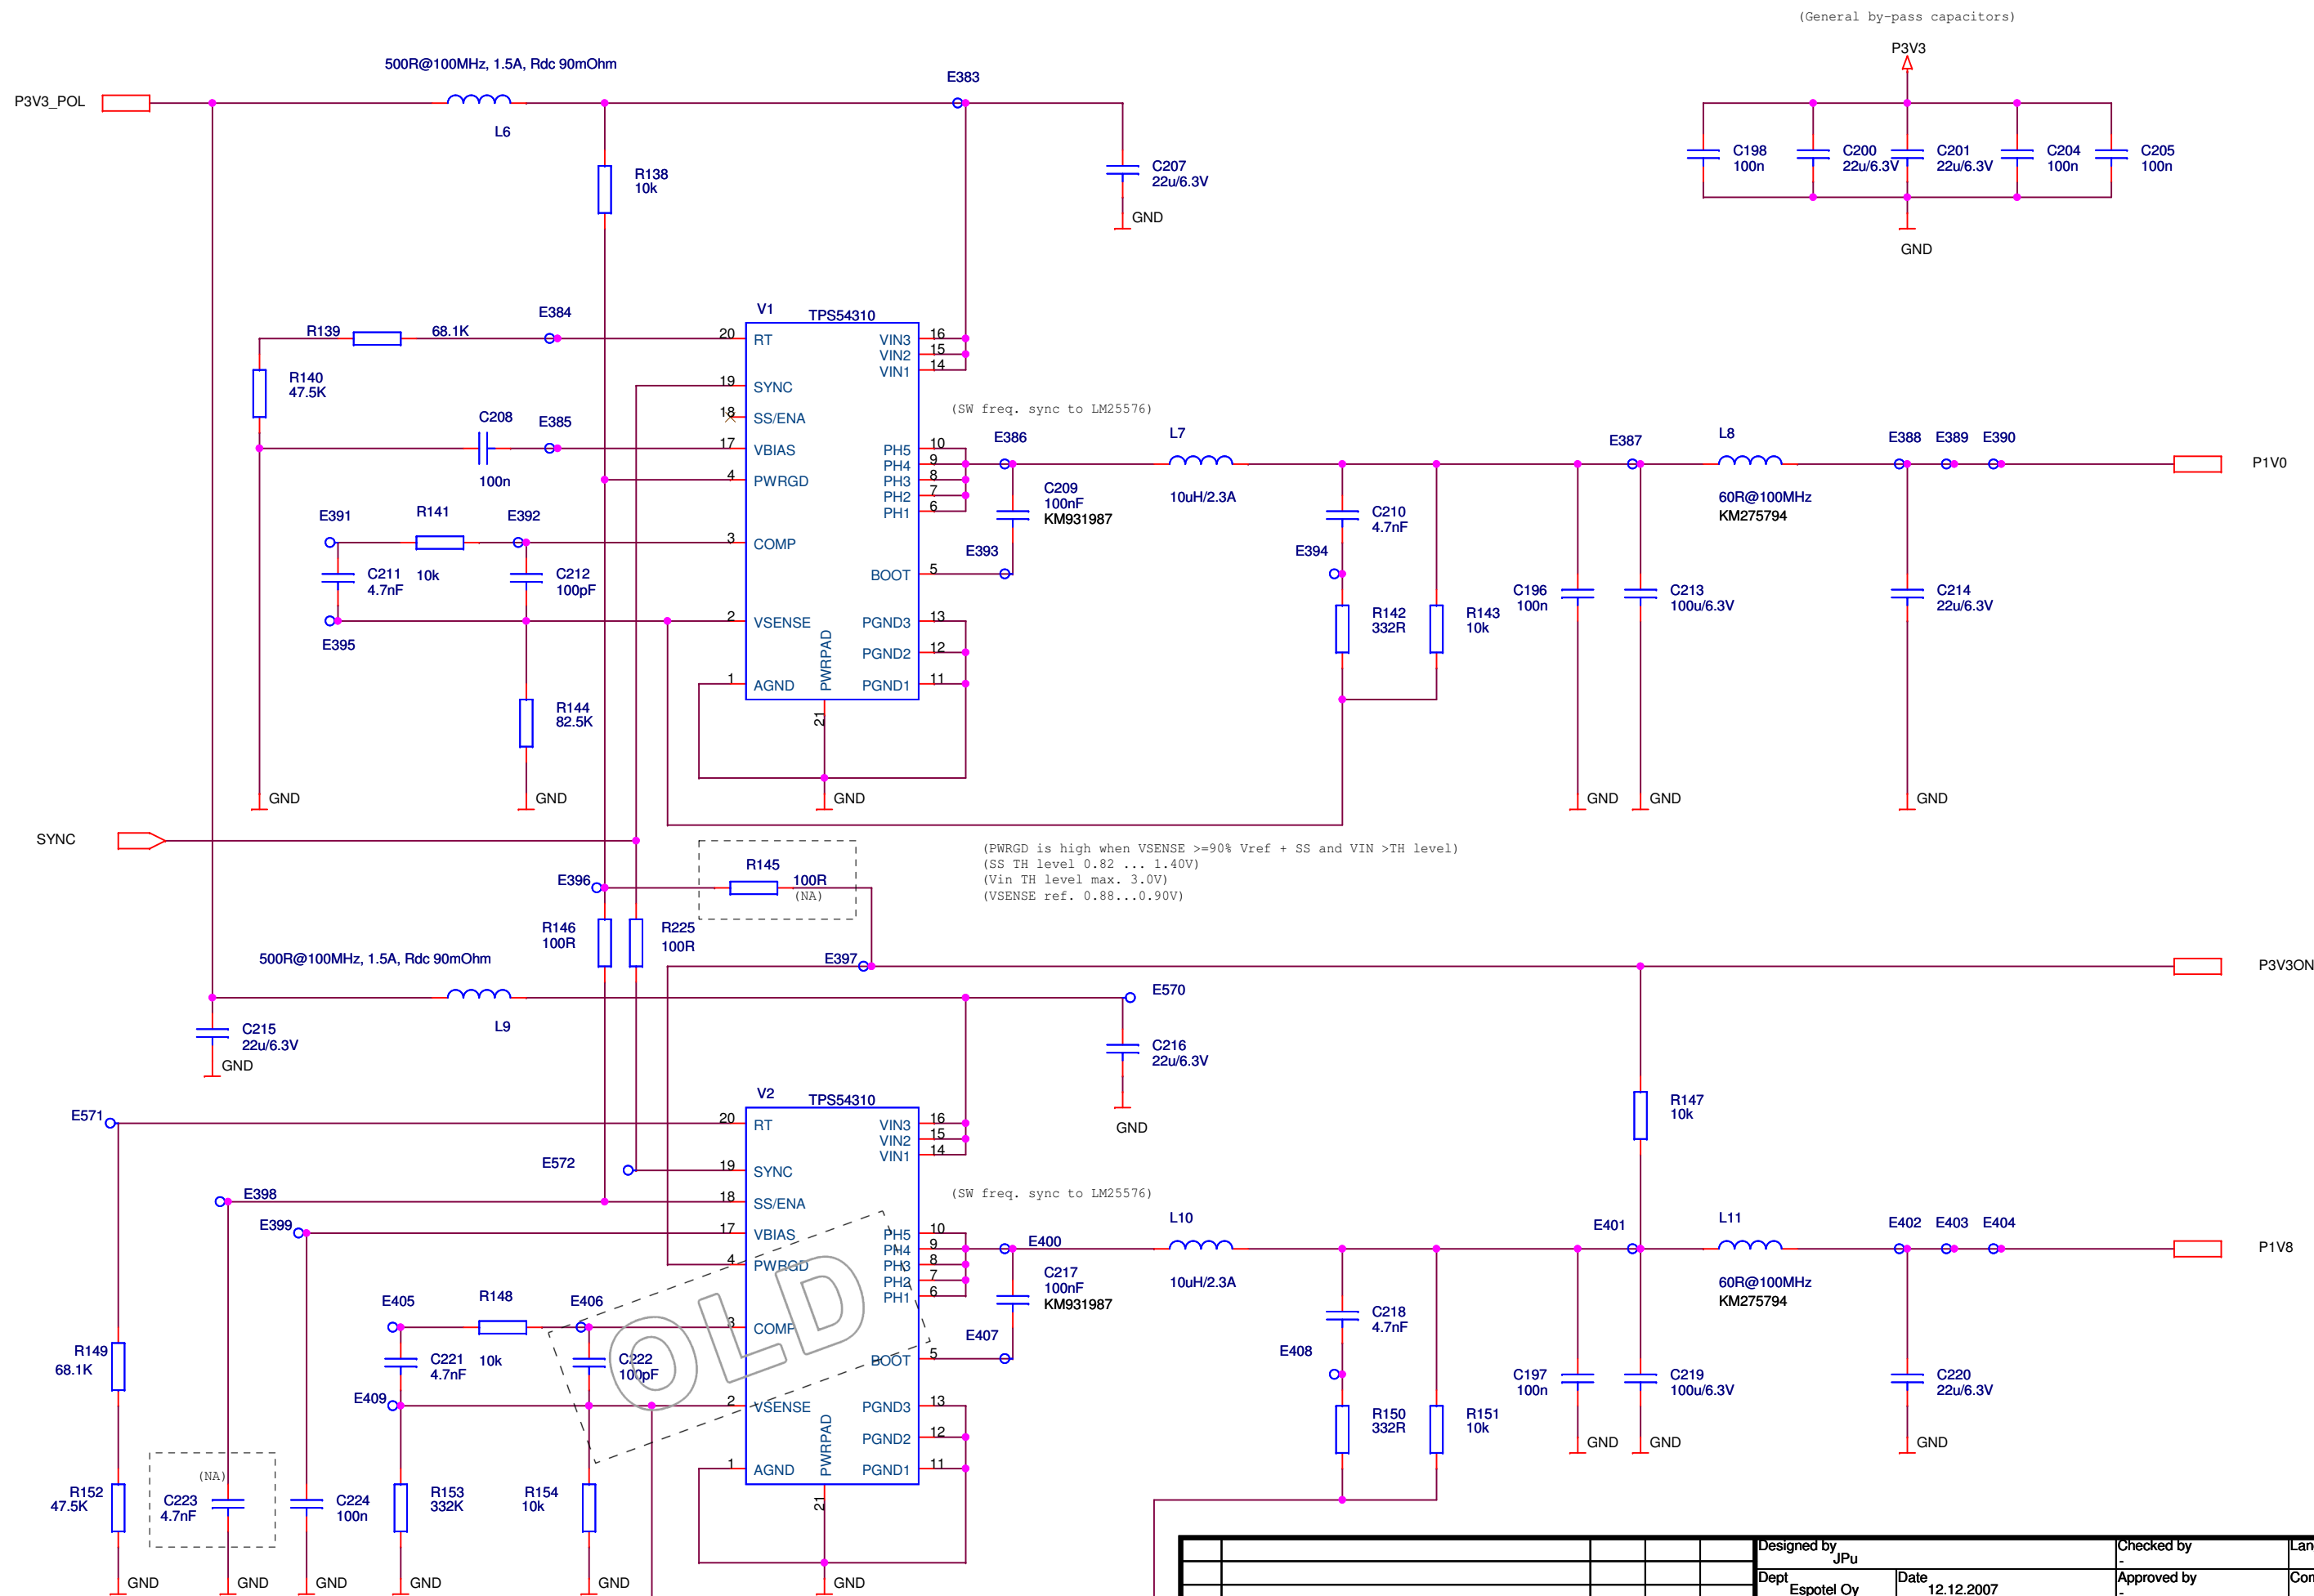 (General by-pass capacitors)
P3V3
500R@100MHz, 1.5A, Rdc 90mOhm
E383
P3V3_POL
L6
C198
100n
C200
22u/6.3V
C201
22u/6.3V
C204
100n
C205
100n
R138
10k
C207
22u/6.3V
GND
GND
V1
TPS54310
E384
R139
68.1K
20
RT
VIN3
16
VIN2
15
VIN1
14
R140
47.5K
19
SYNC
(SW freq. sync to LM25576)
C208
E385
18
SS/ENA
17
VBIAS
100n
4
PWRGD
PH5
10
PH4
9
PH3
8
PH2
7
PH1
6
E386
L7
E387
L8
E388
E389
E390
P1V0
C209
100nF
KM931987
10uH/2.3A
60R@100MHz
KM275794
C210
4.7nF
E391
R141
E392
3
COMP
E393
E394
BOOT
5
C211
4.7nF
10k
C212
100pF
C196
100n
C213
100u/6.3V
C214
22u/6.3V
E395
2
VSENSE
PGND3
13
R142
332R
R143
10k
PGND2
12
PWRPAD
1
AGND
PGND1
11
R144
82.5K
21
GND
GND
GND
GND
GND
GND
SYNC
(PWRGD is high when VSENSE >=90% Vref + SS and VIN >TH level)
(SS TH level 0.82 ... 1.40V)
(Vin TH level max. 3.0V)
(VSENSE ref. 0.88...0.90V)
R145
100R
(NA)
E396
R146
100R
R225
100R
500R@100MHz, 1.5A, Rdc 90mOhm
E397
P3V3ON
E570
L9
C215
22u/6.3V
GND
C216
22u/6.3V
GND
V2
TPS54310
R147
10k
E571
20
RT
VIN3
16
VIN2
15
VIN1
14
E572
19
SYNC
E398
18
SS/ENA
(SW freq. sync to LM25576)
E399
17
VBIAS
4
PWRGD
PH5
10
PH4
9
PH3
8
PH2
7
PH1
6
E400
L10
E401
L11
E402
E403
E404
P1V8
C217
100nF
KM931987
10uH/2.3A
60R@100MHz
KM275794
C218
4.7nF
E405
R148
E406
3
COMP
E407
E408
BOOT
5
OLD
R149
68.1K
C221
4.7nF
10k
C222
100pF
C197
100n
C219
100u/6.3V
C220
22u/6.3V
E409
2
VSENSE
PGND3
13
R150
332R
R151
10k
PGND2
12
GND
GND
GND
PWRPAD
1
AGND
PGND1
11
(NA)
R152
47.5K
C223
4.7nF
C224
100n
R153
332K
R154
10k
21
GND
GND
GND
GND
GND
GND
Designed by
JPu
Checked by
-
Dept
Espotel Oy
Date
12.12.2007
Approved by
-